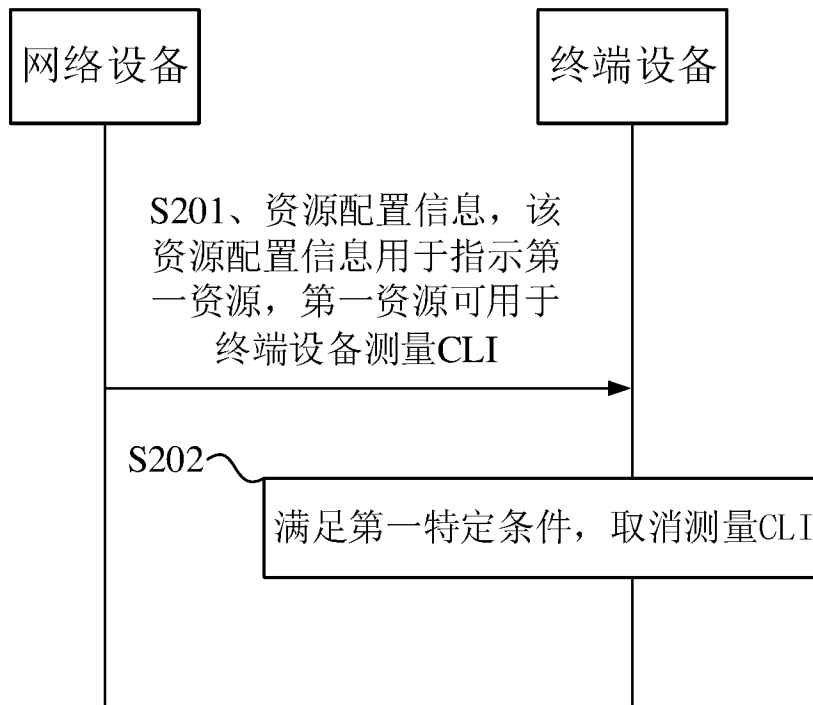 网络设备
终端设备
S201、资源配置信息，该
资源配置信息用于指示第
一资源，第一资源可用于
终端设备测量CLI
S202
满足第一特定条件，取消测量CLI